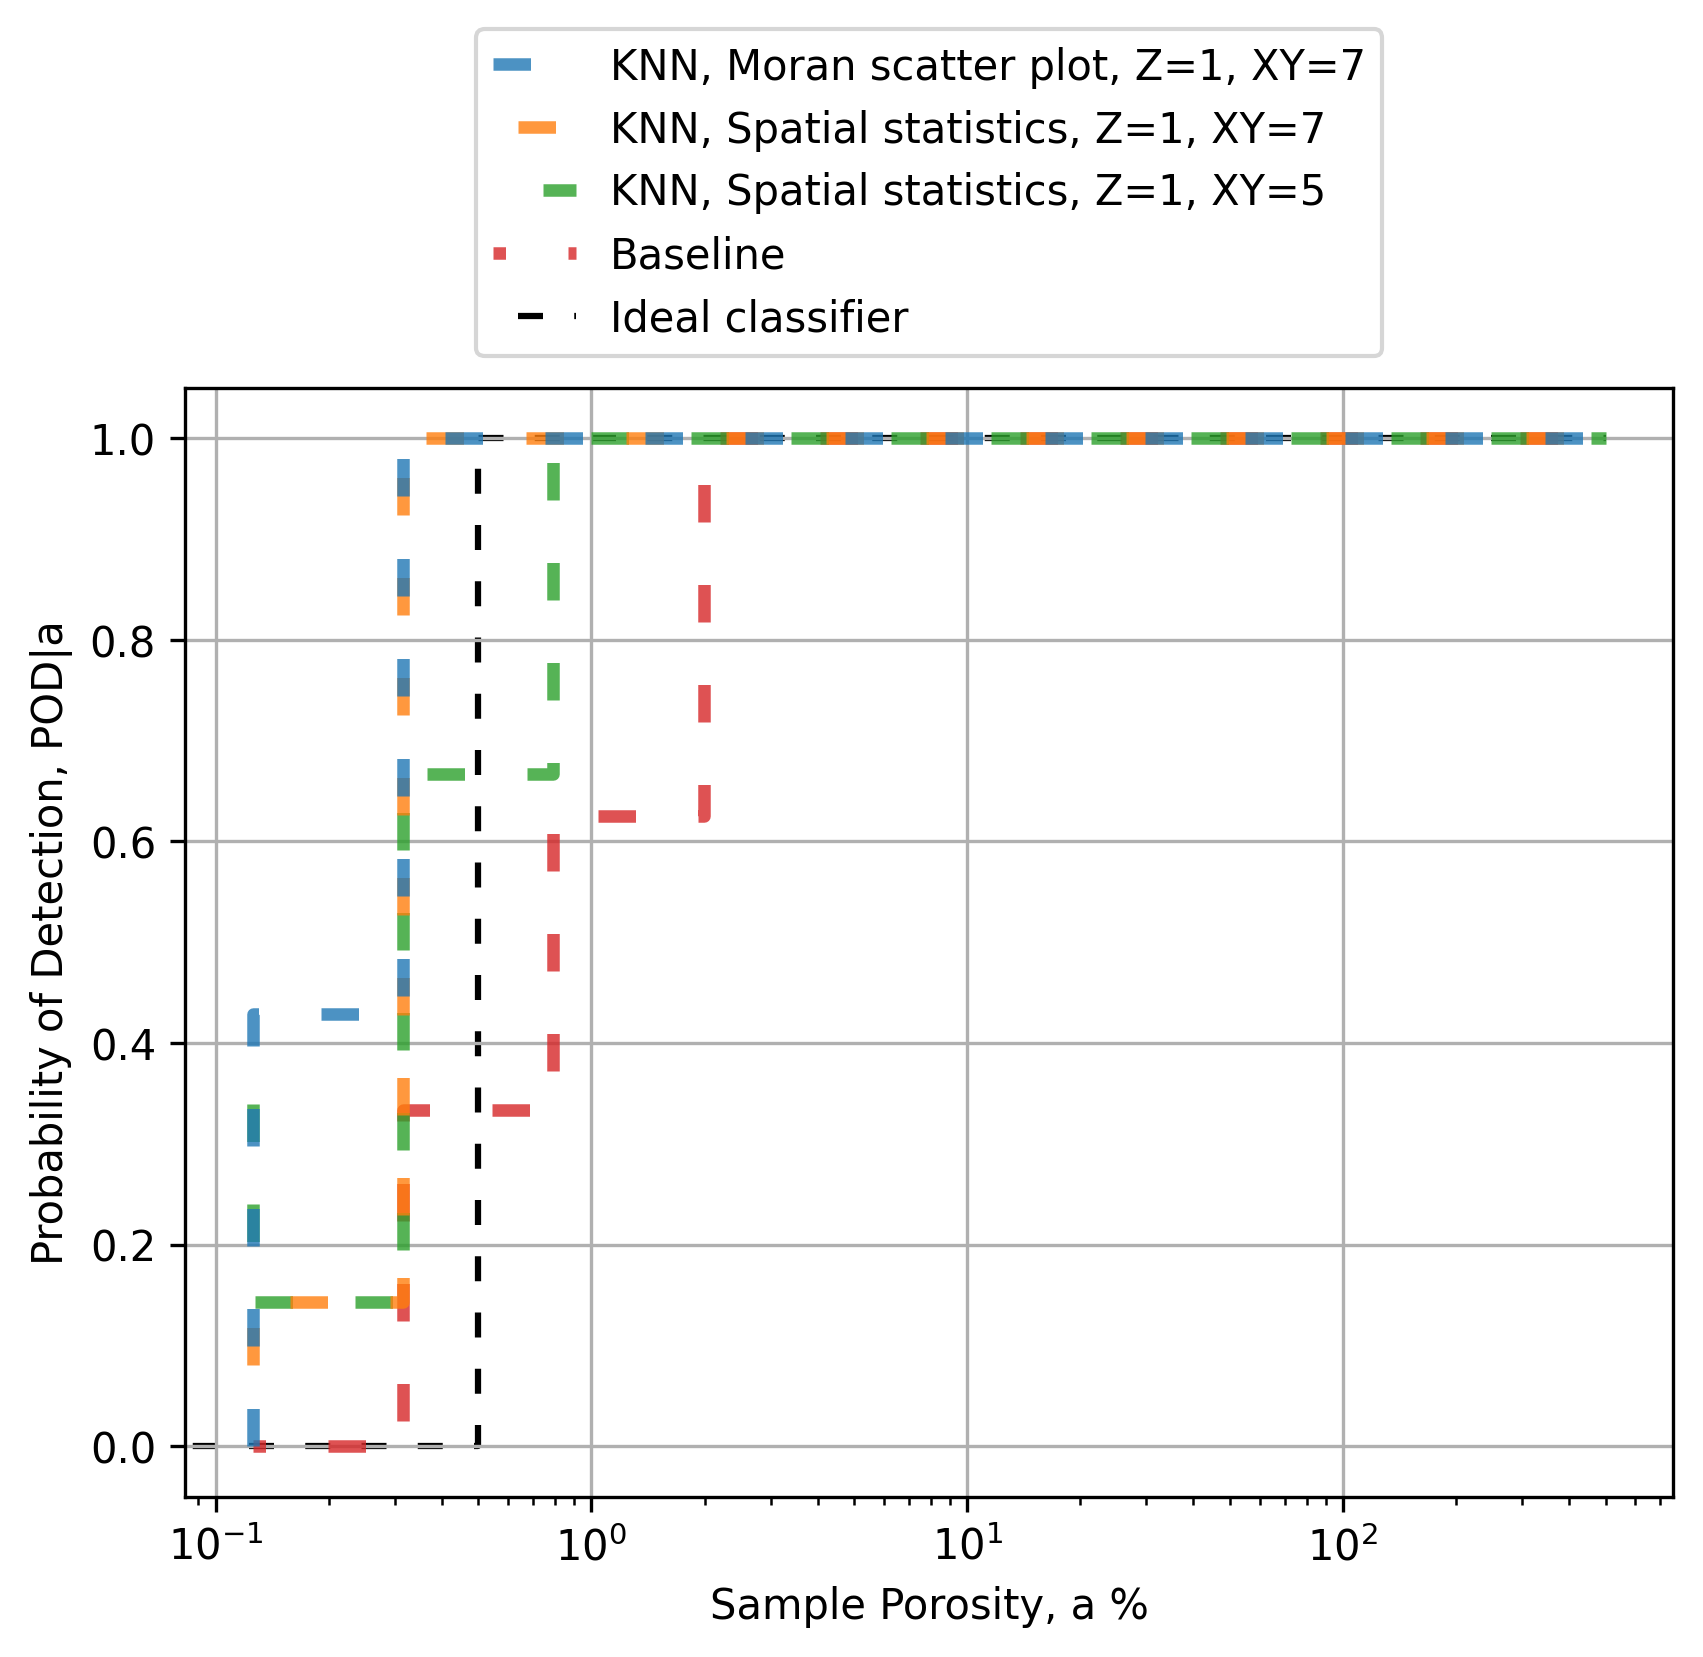 KNN, Moran scatter plot, Z=1, XY=7
KNN, Spatial statistics, Z=1, XY=7
KNN, Spatial statistics, Z=1, XY=5
Baseline
Ideal classifier
1.0
0.8
0.6
0.4
0.2
0.0
Probability of Detection, POD|a
10⁻¹ 10⁰ 10¹ 10²
Sample Porosity, a %